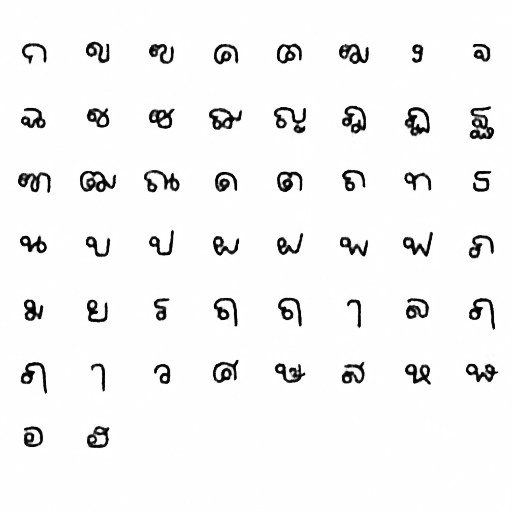 ก ข ฃ ค ฅ ฆ ง จ
ฉ ช ซ ฌ ญ ฎ ฏ ฐ
ฑ ฒ ณ ด ต ถ ท ธ
น บ ป ผ ฝ พ ฟ ภ
ม ย ร ฤ ฤ ๅ ล ฦ
ฦ ๅ ว ศ ษ ส ห ฬ
อ ฮ